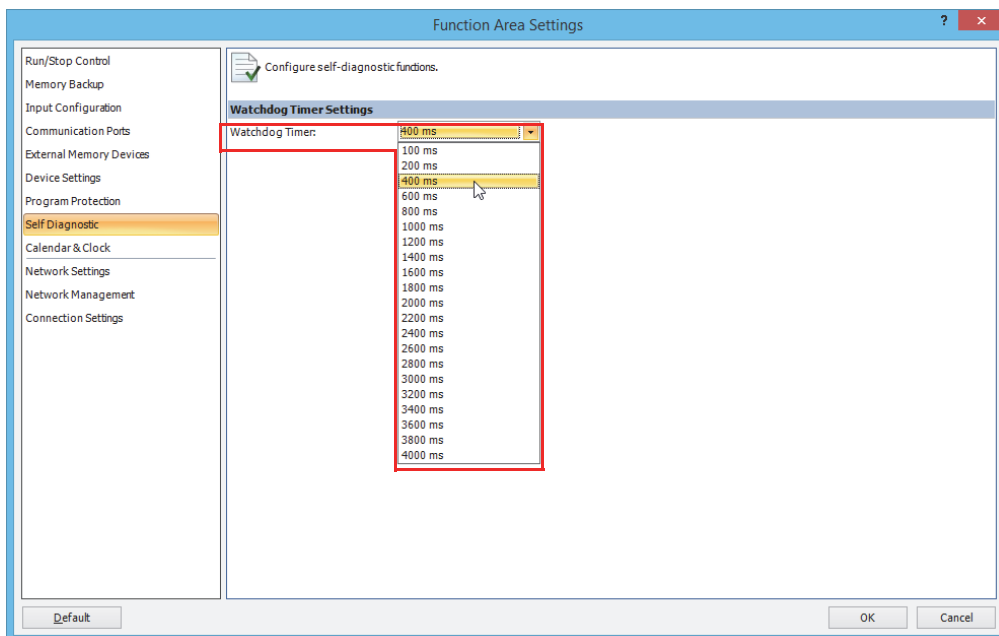 Function Area Settings
?
×
Run/Stop Control
Memory Backup
Input Configuration
Communication Ports
External Memory Devices
Device Settings
Program Protection
Self Diagnostic
Calendar & Clock
Network Settings
Network Management
Connection Settings
Configure self-diagnostic functions.
Watchdog Timer Settings
Watchdog Timer: 400 ms
100 ms
200 ms
400 ms
600 ms
800 ms
1000 ms
1200 ms
1400 ms
1600 ms
1800 ms
2000 ms
2200 ms
2400 ms
2600 ms
2800 ms
3000 ms
3200 ms
3400 ms
3600 ms
3800 ms
4000 ms
Default
OK
Cancel